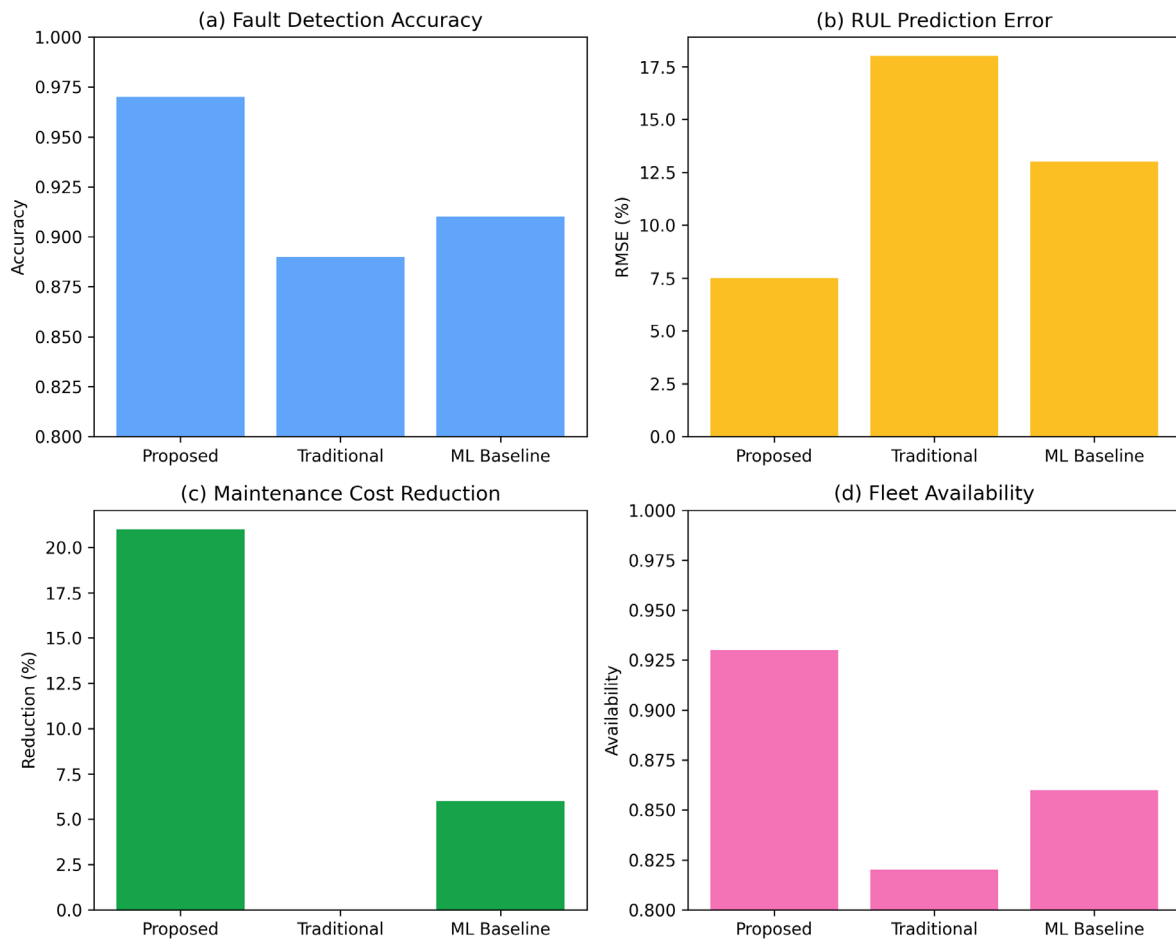 (a) Fault Detection Accuracy
1.000
0.975
0.950
0.925
0.900
0.875
0.850
0.825
0.800
Accuracy
Proposed Traditional ML Baseline
(b) RUL Prediction Error
17.5
15.0
12.5
10.0
7.5
5.0
2.5
0.0
RMSE (%)
Proposed Traditional ML Baseline
(c) Maintenance Cost Reduction
20.0
17.5
15.0
12.5
10.0
7.5
5.0
2.5
0.0
Reduction (%)
Proposed Traditional ML Baseline
(d) Fleet Availability
1.000
0.975
0.950
0.925
0.900
0.875
0.850
0.825
0.800
Availability
Proposed Traditional ML Baseline